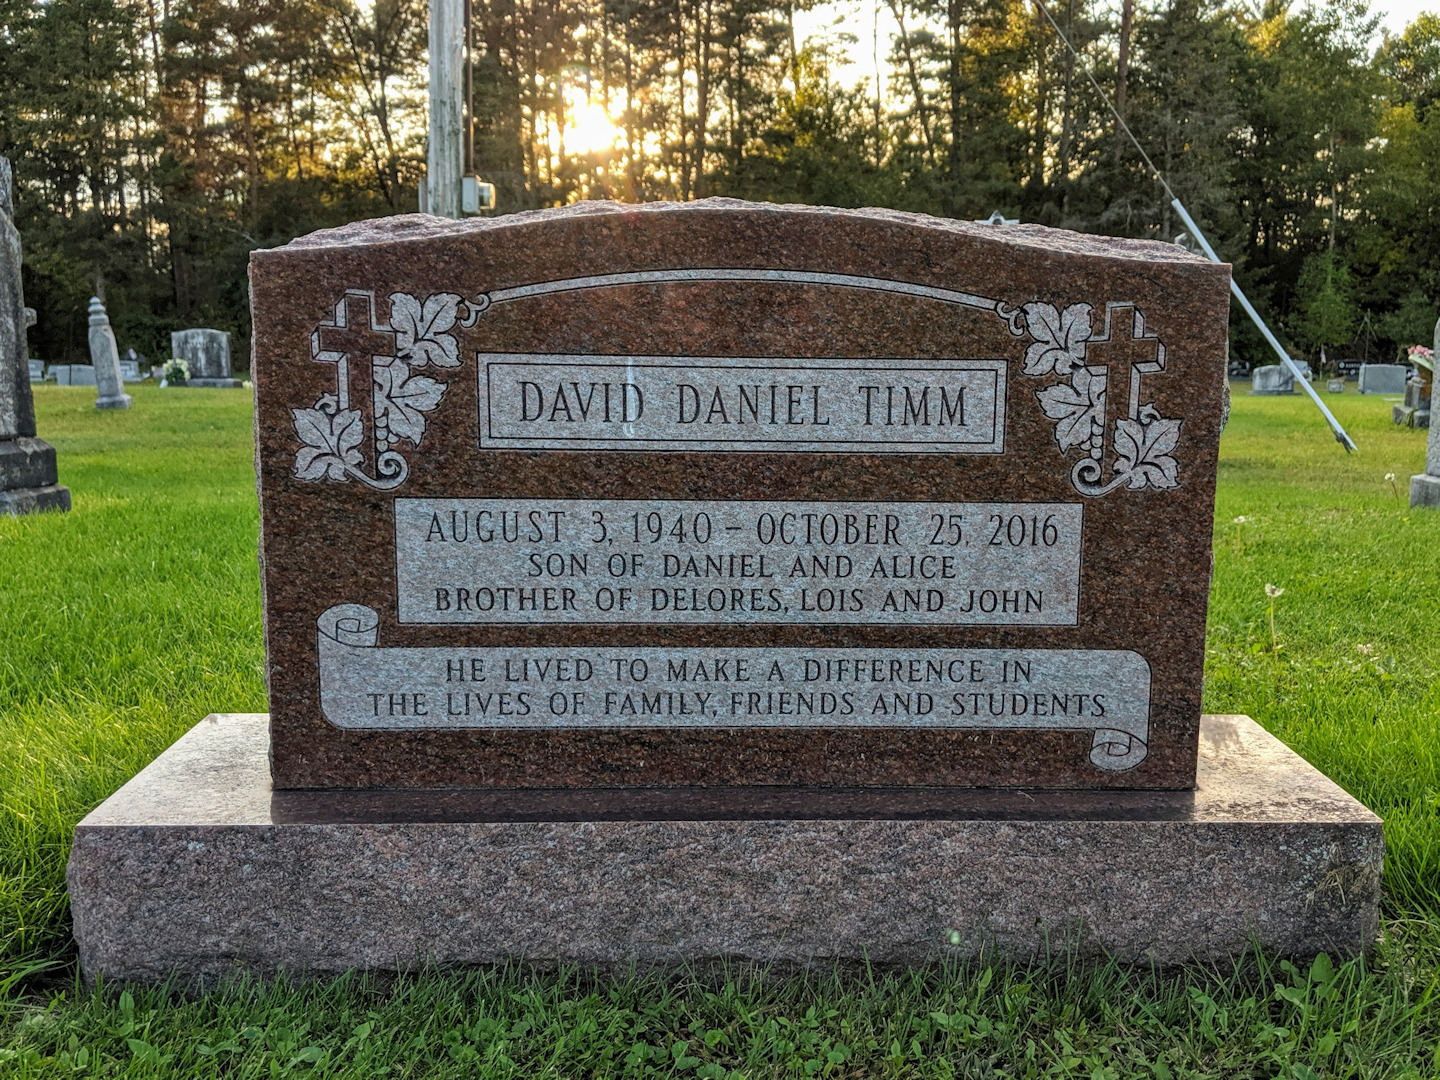 DAVID DANIEL TIMM
AUGUST 3, 1940 – OCTOBER 25, 2016
SON OF DANIEL AND ALICE
BROTHER OF DELORES, LOIS AND JOHN
HE LIVED TO MAKE A DIFFERENCE IN
THE LIVES OF FAMILY, FRIENDS AND STUDENTS